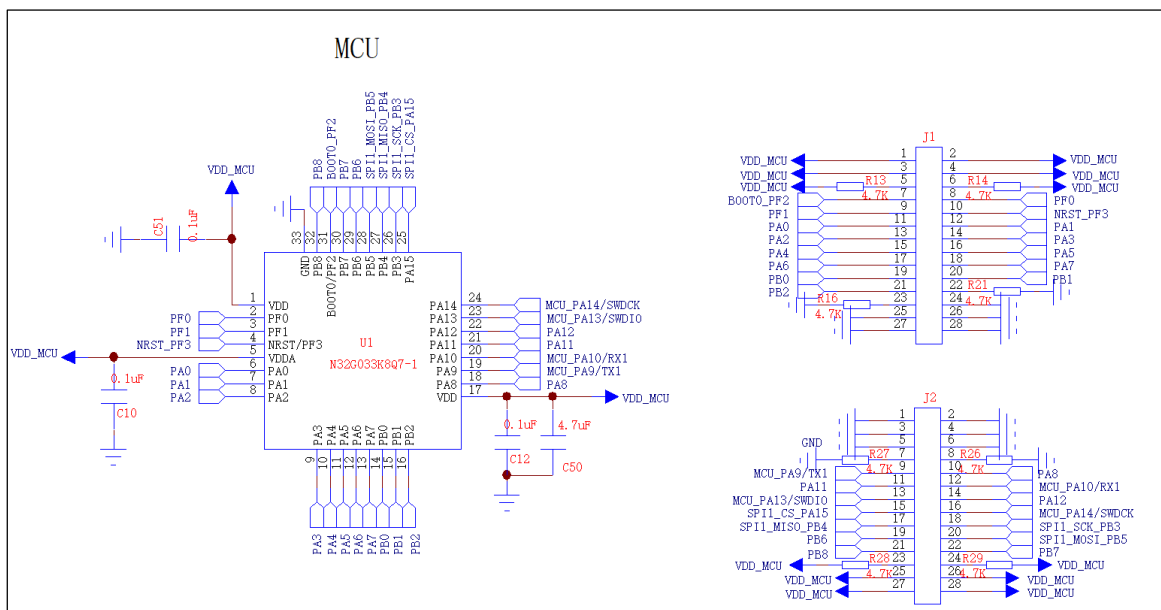 MCU
PB8
BOOT0_PF2
PB7
PB6
SPI1_MOSI_PB5
SPI1_MISO_PB4
SPI1_SCK_PB3
SPI1_CS_PA15
VDD_MCU
C51
0.1uF
33 32 31 30 29 28 27 26 25
GND PB8 BOOT0/PF2 PB7 PB6 PB5 PB4 PB3 PA15
1 VDD
PF0 2 PF0
PF1 3 PF1
NRST_PF3 4 NRST/PF3
VDD_MCU 5 VDDA
PA0 6 PA0
PA1 7 PA1
PA2 8 PA2
0.1uF
C10
U1
N32G033K8Q7-1
PA14 24 MCU_PA14/SWDCK
PA13 23 MCU_PA13/SWDIO
PA12 22 PA12
PA11 21 PA11
PA10 20 MCU_PA10/RX1
PA9 19 MCU_PA9/TX1
PA8 18 PA8
VDD 17 VDD_MCU
0.1uF 4.7uF
C12 C50
PA3 PA4 PA5 PA6 PA7 PB0 PB1 PB2
9 10 11 12 13 14 15 16
PA3 PA4 PA5 PA6 PA7 PB0 PB1 PB2
J1
VDD_MCU 1 2 VDD_MCU
VDD_MCU 3 4 VDD_MCU
VDD_MCU R13 5 6 R14 VDD_MCU
BOOT0_PF2 4.7K 7 8 4.7K PF0
PF1 9 10 NRST_PF3
PA0 11 12 PA1
PA2 13 14 PA3
PA4 15 16 PA5
PA6 17 18 PA7
PB0 19 20 PB1
PB2 21 22 R21
R16 23 24 4.7K
4.7K 25 26
27 28
J2
1 2
3 4
5 6
GND R27 7 8 R26
MCU_PA9/TX1 4.7K 9 10 4.7K PA8
PA11 11 12 MCU_PA10/RX1
MCU_PA13/SWDIO 13 14 PA12
SPI1_CS_PA15 15 16 MCU_PA14/SWDCK
SPI1_MISO_PB4 17 18 SPI1_SCK_PB3
PB6 19 20 SPI1_MOSI_PB5
PB8 21 22 PB7
VDD_MCU R28 23 24 R29 VDD_MCU
VDD_MCU 4.7K 25 26 4.7K VDD_MCU
VDD_MCU 27 28 VDD_MCU